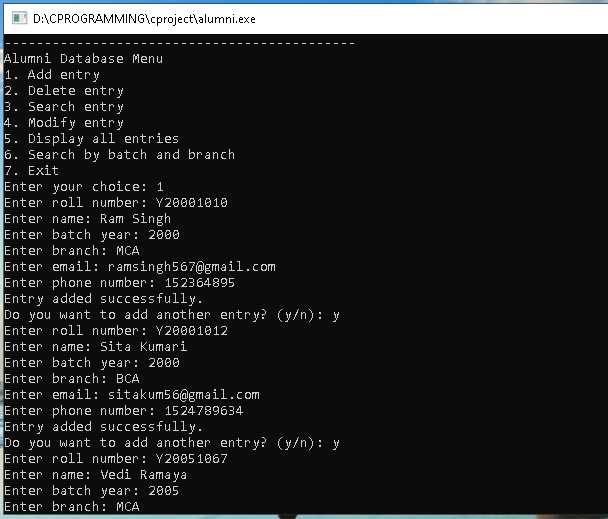 D:\CPROGRAMMING\cproject\alumni.exe
--------------------------------------------
Alumni Database Menu
1. Add entry
2. Delete entry
3. Search entry
4. Modify entry
5. Display all entries
6. Search by batch and branch
7. Exit
Enter your choice: 1
Enter roll number: Y20001010
Enter name: Ram Singh
Enter batch year: 2000
Enter branch: MCA
Enter email: ramsingh567@gmail.com
Enter phone number: 152364895
Entry added successfully.
Do you want to add another entry? (y/n): y
Enter roll number: Y20001012
Enter name: Sita Kumari
Enter batch year: 2000
Enter branch: BCA
Enter email: sitakum56@gmail.com
Enter phone number: 1524789634
Entry added successfully.
Do you want to add another entry? (y/n): y
Enter roll number: Y20051067
Enter name: Vedi Ramaya
Enter batch year: 2005
Enter branch: MCA